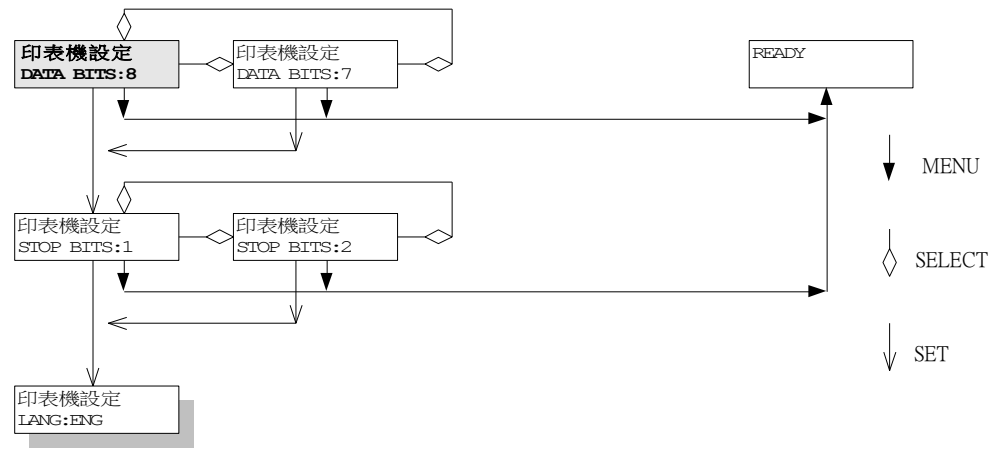 印表機設定
DATA BITS:8
印表機設定
DATA BITS:7
READY
MENU
印表機設定
STOP BITS:1
印表機設定
STOP BITS:2
SELECT
SET
印表機設定
LANG:ENG